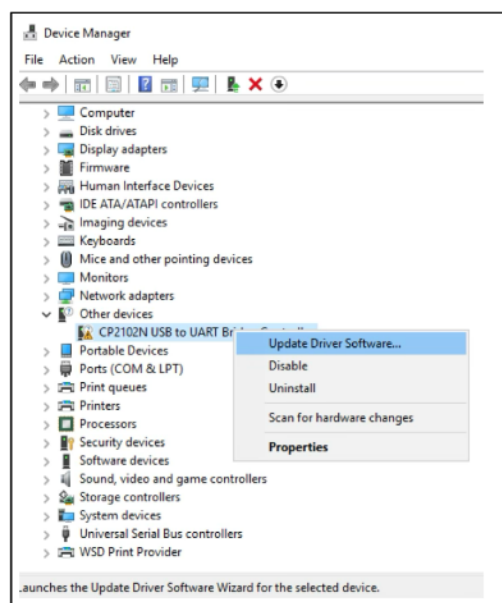 Device Manager
File Action View Help
Computer
Disk drives
Display adapters
Firmware
Human Interface Devices
IDE ATA/ATAPI controllers
Imaging devices
Keyboards
Mice and other pointing devices
Monitors
Network adapters
Other devices
CP2102N USB to UART
Update Driver Software...
Disable
Uninstall
Scan for hardware changes
Properties
Portable Devices
Ports (COM & LPT)
Print queues
Printers
Processors
Security devices
Software devices
Sound, video and game controllers
Storage controllers
System devices
Universal Serial Bus controllers
WSD Print Provider
aunches the Update Driver Software Wizard for the selected device.